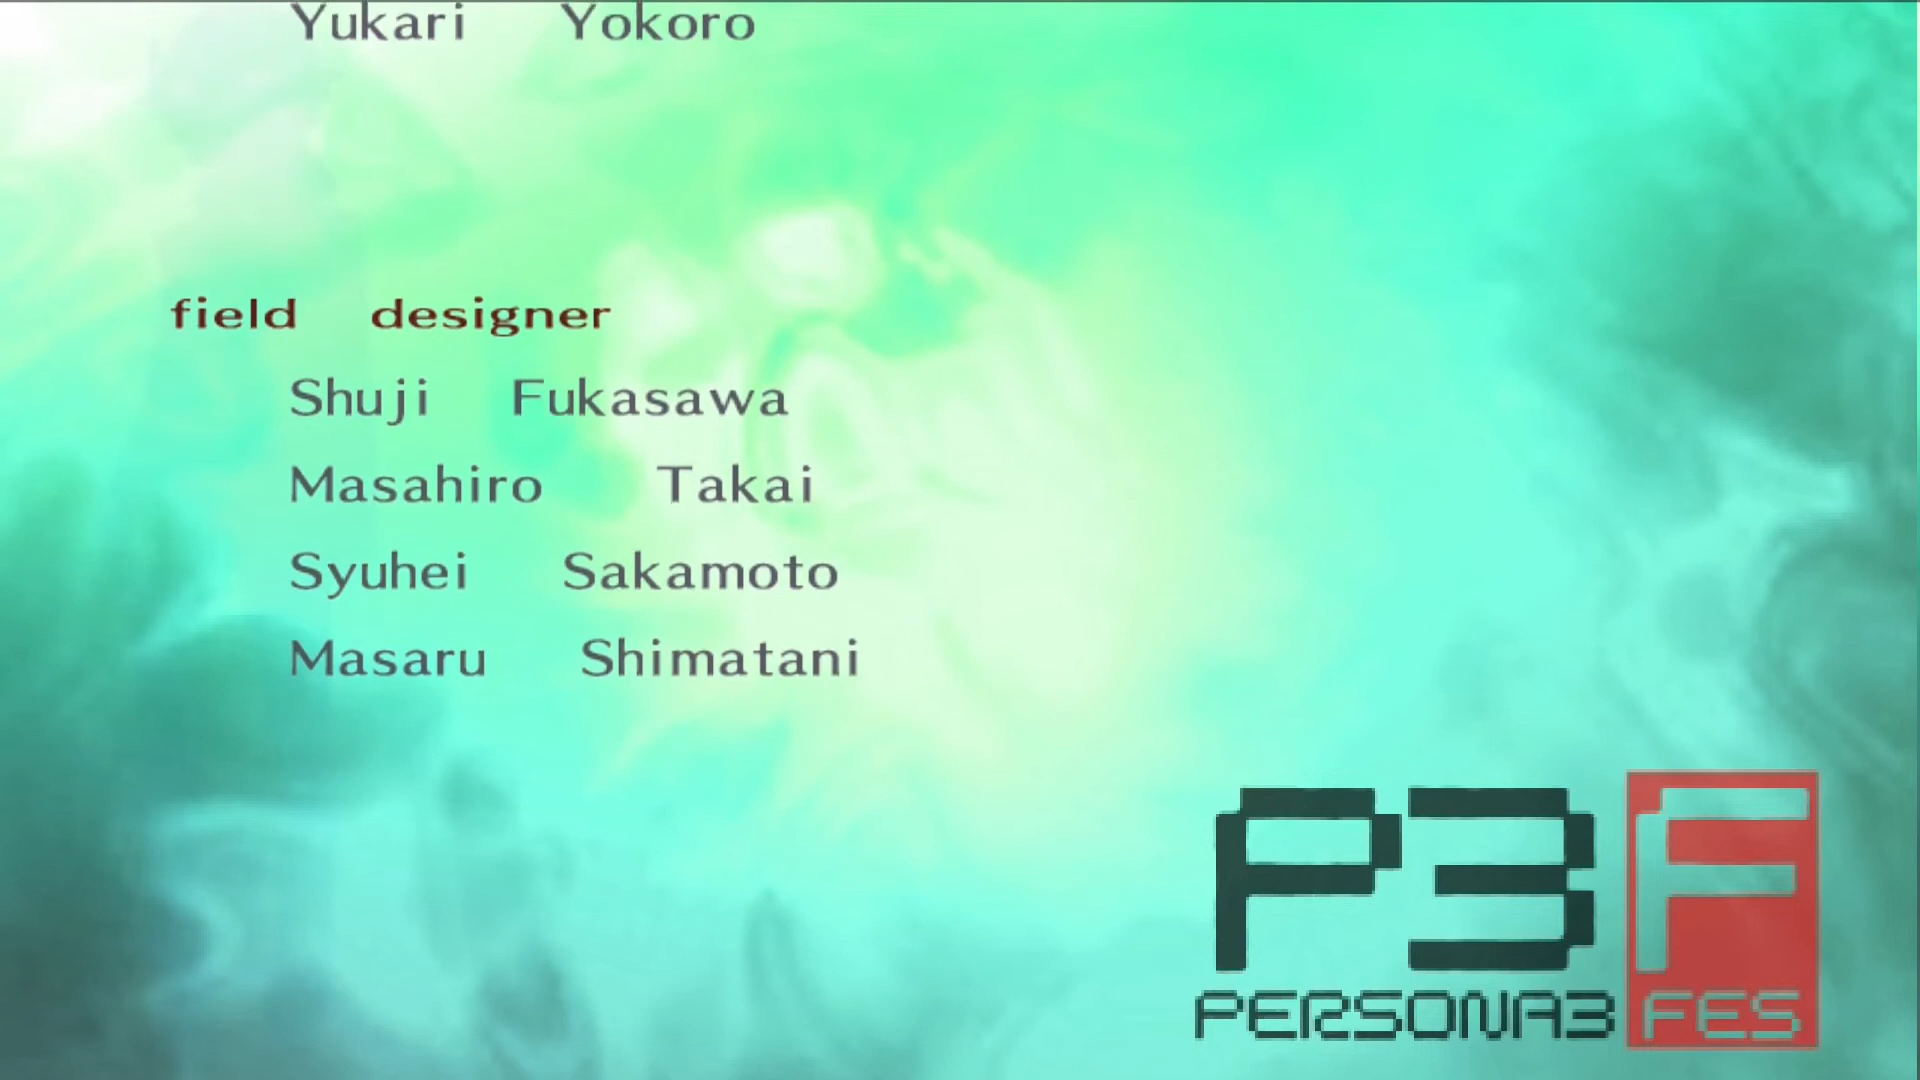 Yukari Yokoro
field designer
Shuji Fukasawa
Masahiro Takai
Syuhei Sakamoto
Masaru Shimatani
P3F
PERSONA3 FES